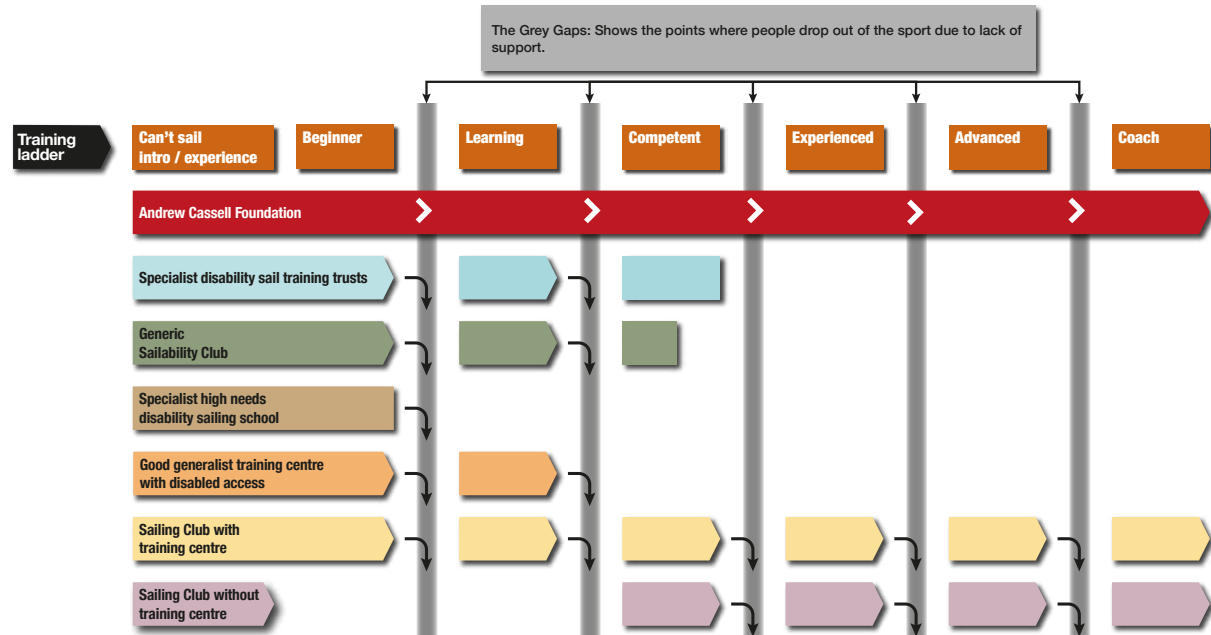 The Grey Gaps: Shows the points where people drop out of the sport due to lack of
support.
Training
ladder
Can't sail
intro / experience
Beginner
Learning
Competent
Experienced
Advanced
Coach
Andrew Cassell Foundation
Specialist disability sail training trusts
Generic
Sailability Club
Specialist high needs
disability sailing school
Good generalist training centre
with disabled access
Sailing Club with
training centre
Sailing Club without
training centre